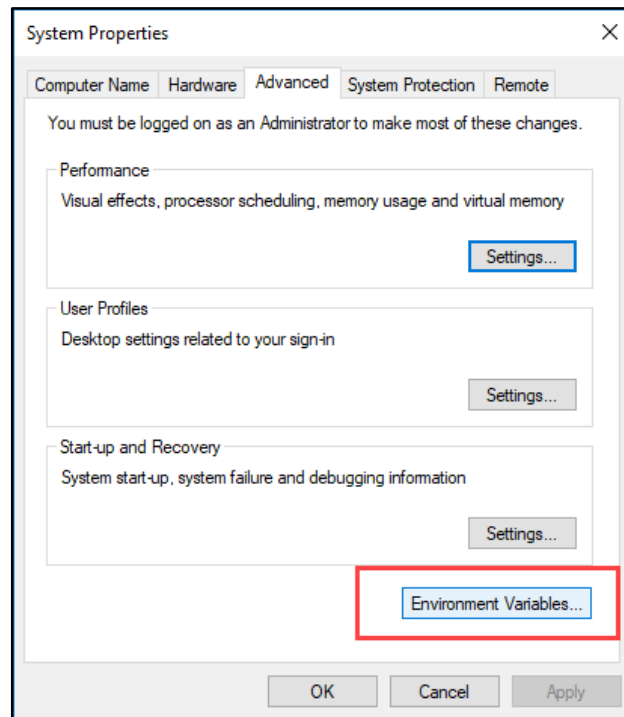 System Properties
Computer Name Hardware Advanced System Protection Remote
You must be logged on as an Administrator to make most of these changes.
Performance
Visual effects, processor scheduling, memory usage and virtual memory
Settings...
User Profiles
Desktop settings related to your sign-in
Settings...
Start-up and Recovery
System start-up, system failure and debugging information
Settings...
Environment Variables...
OK Cancel Apply